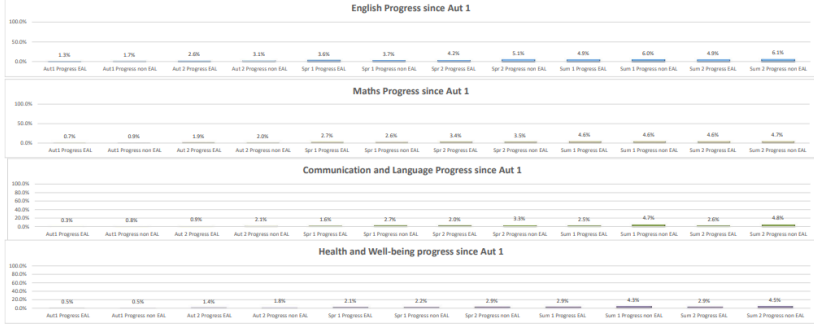 English Progress since Aut 1
100.0%
50.0%
0.0%
1.3% 1.7% 2.6% 3.1% 3.6% 3.7% 4.2% 5.1% 4.9% 6.0% 4.9% 6.1%
Aut1 Progress EAL Aut1 Progress non EAL Aut 2 Progress EAL Aut 2 Progress non EAL Spr 1 Progress EAL Spr 1 Progress non EAL Spr 2 Progress EAL Spr 2 Progress non EAL Sum 1 Progress EAL Sum 1 Progress non EAL Sum 2 Progress EAL Sum 2 Progress non EAL
Maths Progress since Aut 1
100.0%
50.0%
0.0%
0.7% 0.9% 1.9% 2.0% 2.7% 2.6% 3.4% 3.5% 4.6% 4.6% 4.6% 4.7%
Aut1 Progress EAL Aut1 Progress non EAL Aut 2 Progress EAL Aut 2 Progress non EAL Spr 1 Progress EAL Spr 1 Progress non EAL Spr 2 Progress EAL Spr 2 Progress non EAL Sum 1 Progress EAL Sum 1 Progress non EAL Sum 2 Progress EAL Sum 2 Progress non EAL
Communication and Language Progress since Aut 1
100.0%
80.0%
60.0%
40.0%
20.0%
0.0%
0.3% 0.8% 0.6% 2.1% 1.6% 2.7% 2.0% 3.3% 2.5% 4.7% 2.6% 4.8%
Aut1 Progress EAL Aut1 Progress non EAL Aut 2 Progress EAL Aut 2 Progress non EAL Spr 1 Progress EAL Spr 1 Progress non EAL Spr 2 Progress EAL Spr 2 Progress non EAL Sum 1 Progress EAL Sum 1 Progress non EAL Sum 2 Progress EAL Sum 2 Progress non EAL
Health and Well-being progress since Aut 1
100.0%
80.0%
60.0%
40.0%
20.0%
0.0%
0.5% 0.5% 1.4% 1.8% 2.1% 2.2% 2.9% 2.9% 2.9% 4.3% 2.9% 4.5%
Aut1 Progress EAL Aut1 Progress non EAL Aut 2 Progress EAL Aut 2 Progress non EAL Spr 1 Progress EAL Spr 1 Progress non EAL Spr 2 Progress EAL Spr 2 Progress non EAL Sum 1 Progress EAL Sum 1 Progress non EAL Sum 2 Progress EAL Sum 2 Progress non EAL